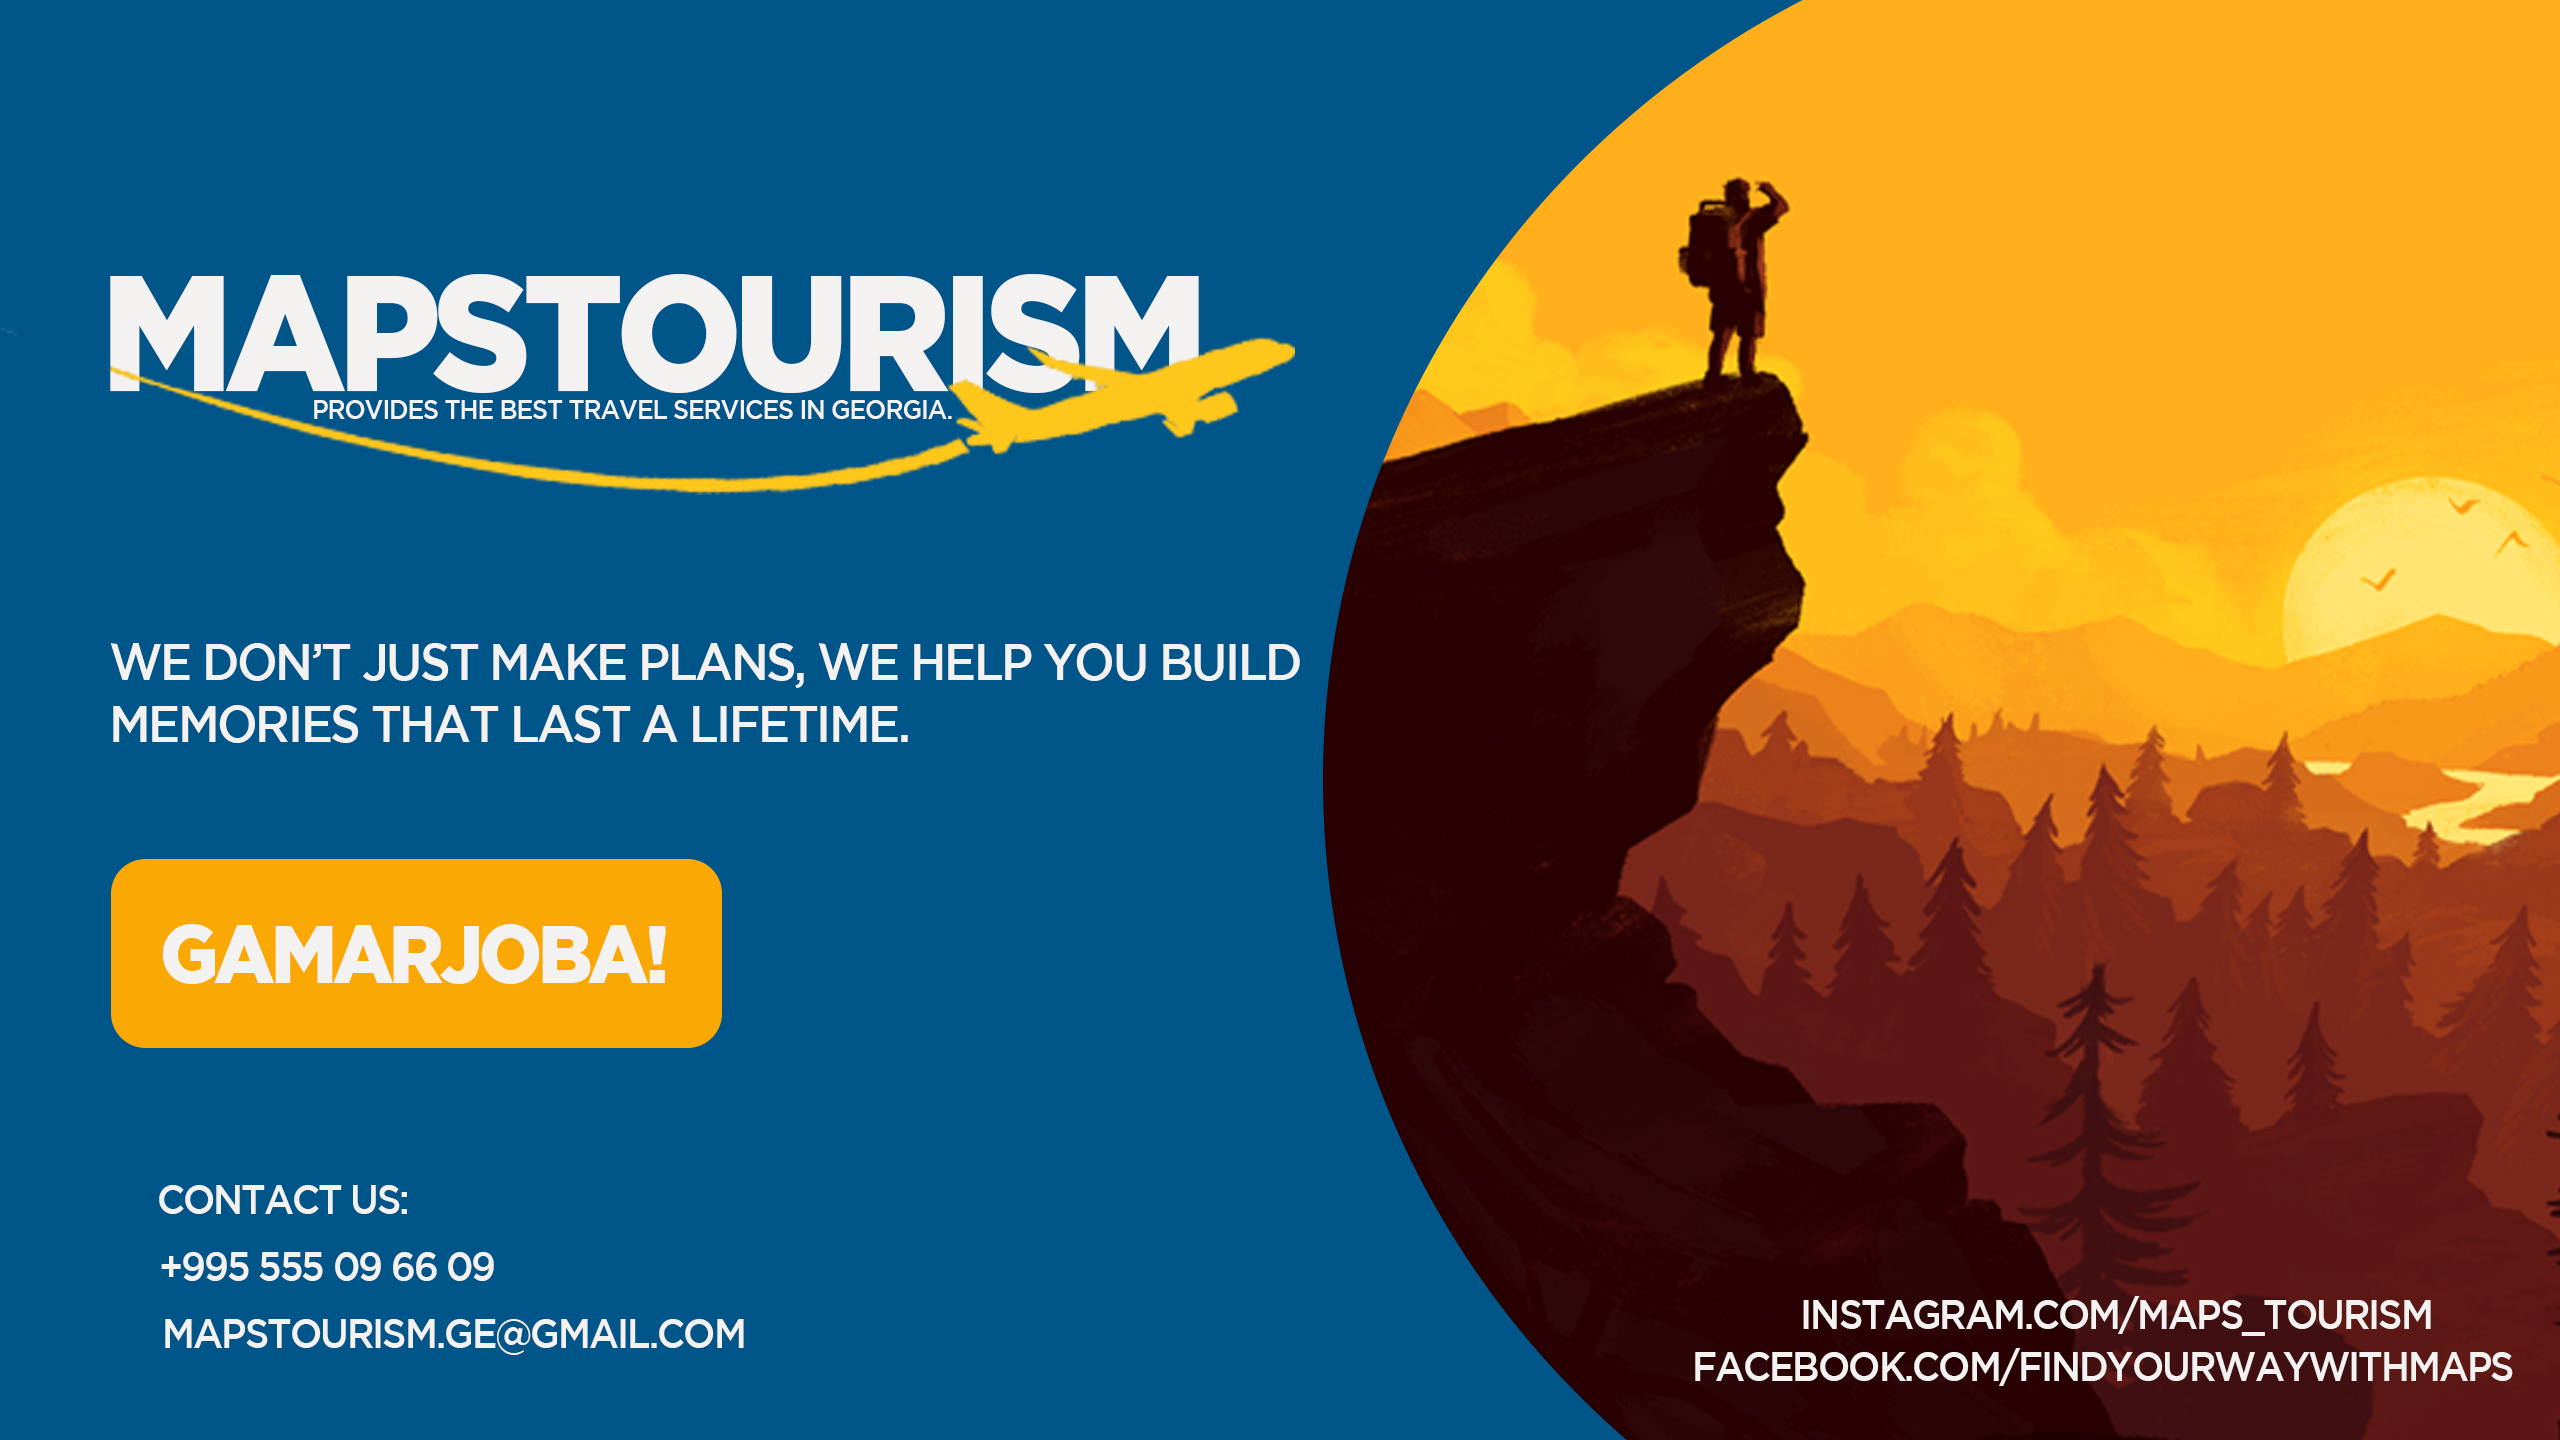 MAPSTOURISM
PROVIDES THE BEST TRAVEL SERVICES IN GEORGIA.
WE DON’T JUST MAKE PLANS, WE HELP YOU BUILD
MEMORIES THAT LAST A LIFETIME.
GAMARJOBA!
CONTACT US:
+995 555 09 66 09
MAPSTOURISM.GE@GMAIL.COM
INSTAGRAM.COM/MAPS_TOURISM
FACEBOOK.COM/FINDYOURWAYWITHMAPS